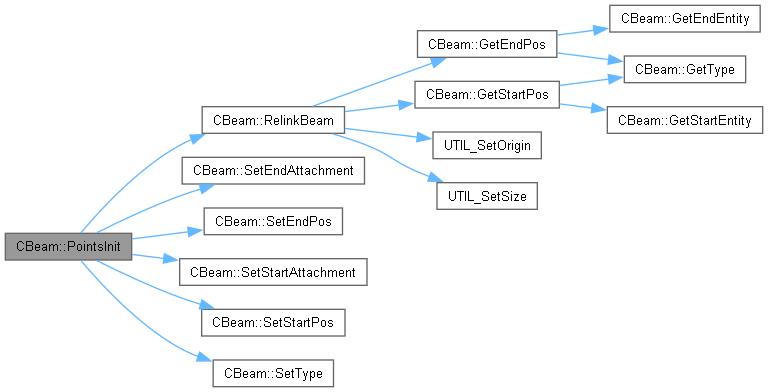 CBeam::GetEndEntity
CBeam::GetEndPos
CBeam::GetType
CBeam::GetStartPos
CBeam::RelinkBeam
CBeam::GetStartEntity
UTIL_SetOrigin
CBeam::SetEndAttachment
UTIL_SetSize
CBeam::SetEndPos
CBeam::PointsInit
CBeam::SetStartAttachment
CBeam::SetStartPos
CBeam::SetType